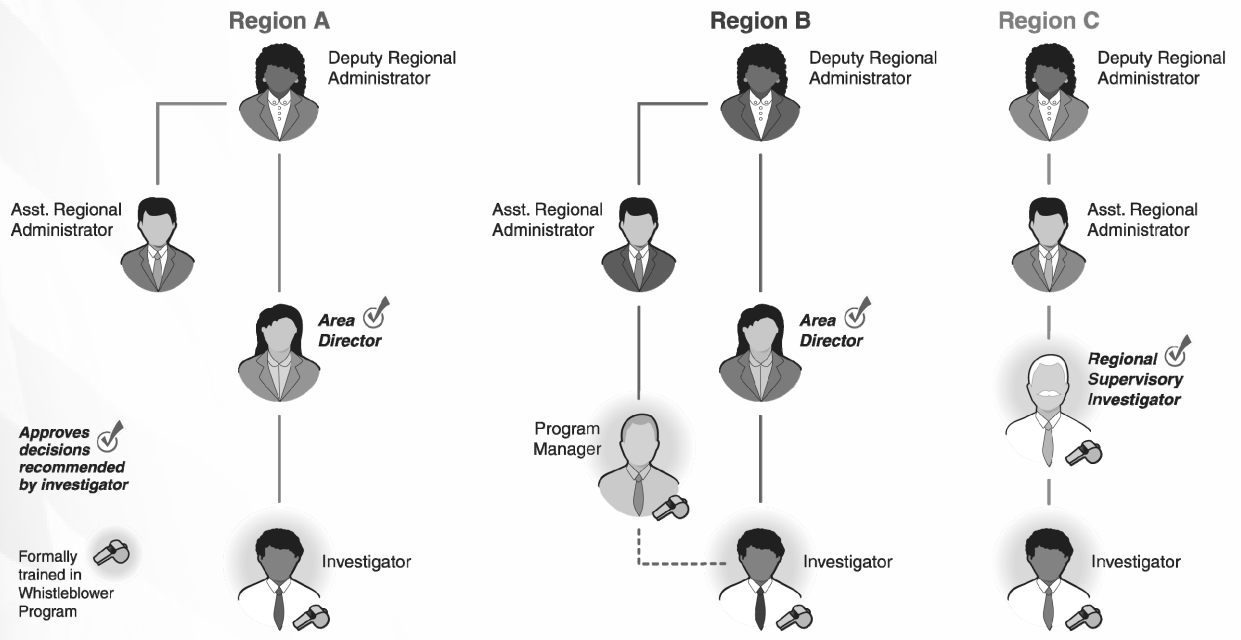 Region A
Deputy Regional
Administrator
Asst. Regional
Administrator
Area
Director
Investigator
Approves
decisions
recommended
by investigator
Formally
trained in
Whistleblower
Program
Region B
Deputy Regional
Administrator
Asst. Regional
Administrator
Area
Director
Program
Manager
Investigator
Region C
Deputy Regional
Administrator
Asst. Regional
Administrator
Regional
Supervisory
Investigator
Investigator